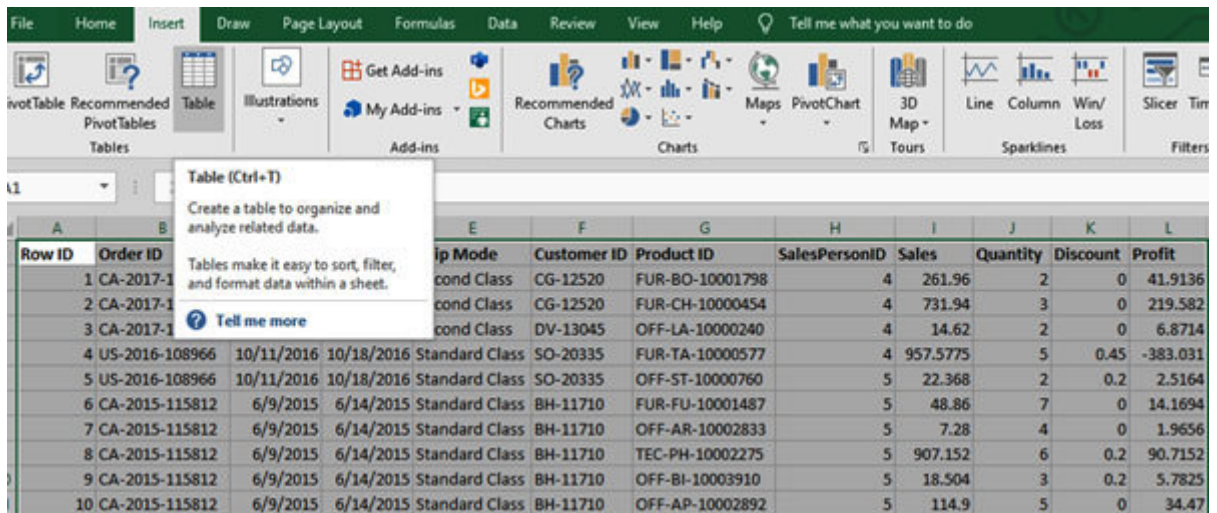 File Home Insert Draw Page Layout Formulas Data Review View Help Tell me what you want to do
Recommended PivotTables
Table
Illustrations
Get Add-ins
My Add-ins
Recommended Charts
Maps
PivotChart
3D Map
Line
Column
Win/ Loss
Slicer
Tables Add-ins Charts Tours Sparklines Filters
Table (Ctrl+T)
Create a table to organize and
analyze related data.
Tables make it easy to sort, filter,
and format data within a sheet.
Tell me more
A B E F G H I J K L
Row ID Order ID ip Mode Customer ID Product ID SalesPersonID Sales Quantity Discount Profit
1 CA-2017-1 cond Class CG-12520 FUR-BO-10001798 4 261.96 2 0 41.9136
2 CA-2017-1 cond Class CG-12520 FUR-CH-10000454 4 731.94 3 0 219.582
3 CA-2017-1 cond Class DV-13045 OFF-LA-10000240 4 14.62 2 0 6.8714
4 US-2016-108966 10/11/2016 10/18/2016 Standard Class SO-20335 FUR-TA-10000577 4 957.5775 5 0.45 -383.031
5 US-2016-108966 10/11/2016 10/18/2016 Standard Class SO-20335 OFF-ST-10000760 5 22.368 2 0.2 2.5164
6 CA-2015-115812 6/9/2015 6/14/2015 Standard Class BH-11710 FUR-FU-10001487 5 48.86 7 0 14.1694
7 CA-2015-115812 6/9/2015 6/14/2015 Standard Class BH-11710 OFF-AR-10002833 5 7.28 4 0 1.9656
8 CA-2015-115812 6/9/2015 6/14/2015 Standard Class BH-11710 TEC-PH-10002275 5 907.152 6 0.2 90.7152
9 CA-2015-115812 6/9/2015 6/14/2015 Standard Class BH-11710 OFF-BI-10003910 5 18.504 3 0.2 5.7825
10 CA-2015-115812 6/9/2015 6/14/2015 Standard Class BH-11710 OFF-AP-10002892 5 114.9 5 0 34.47